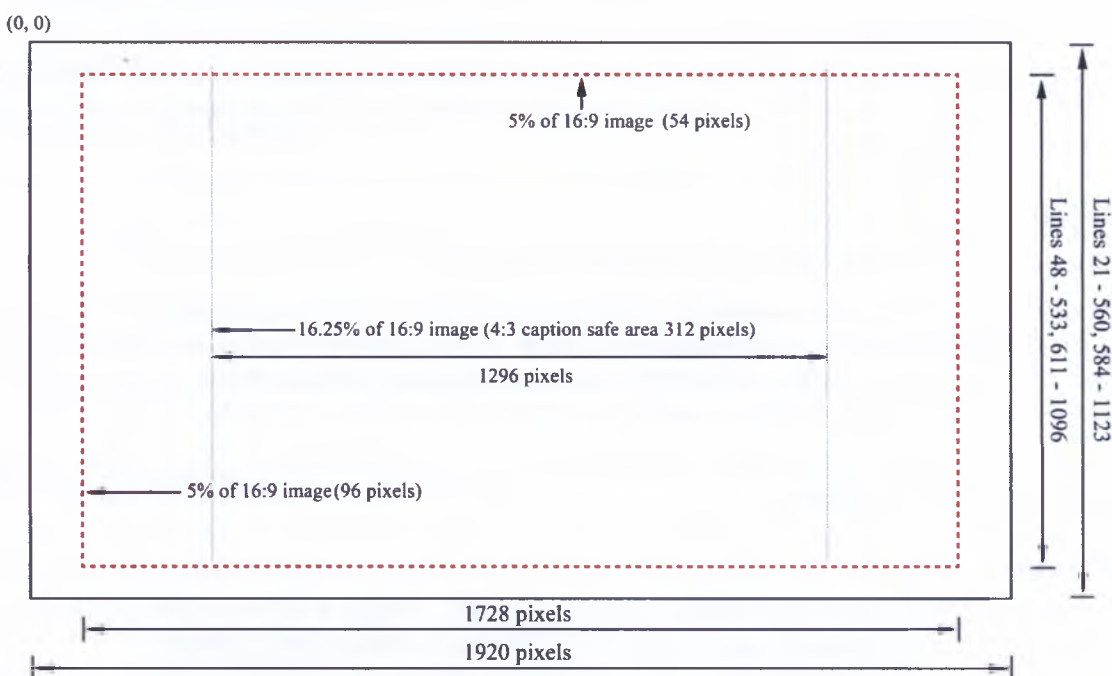 (0, 0)
5% of 16:9 image (54 pixels)
16.25% of 16:9 image (4:3 caption safe area 312 pixels)
1296 pixels
5% of 16:9 image(96 pixels)
Lines 48 - 533, 611 - 1096
Lines 21 - 560, 584 - 1123
1728 pixels
1920 pixels